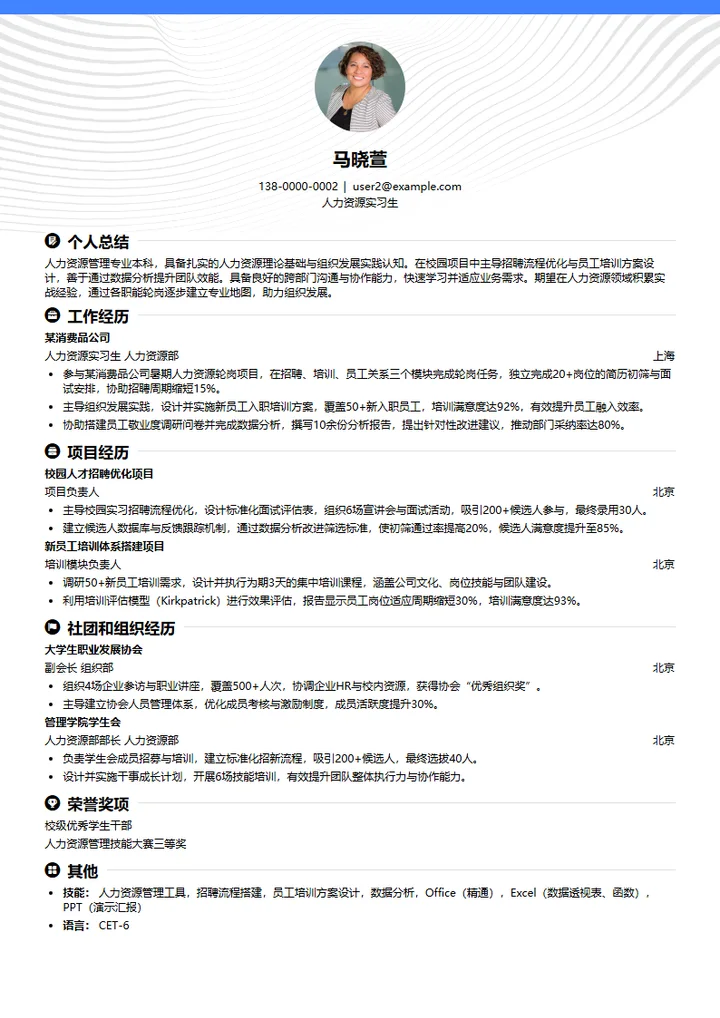 马晓萱
138-0000-0002 | user2@example.com
人力资源实习生
个人总结
人力资源管理专业本科，具备扎实的人力资源理论基础与组织发展实践认知。在校园项目中主导招聘流程优化与员工培训方案设
计，善于通过数据分析提升团队效能。具备良好的跨部门沟通与协作能力，快速学习并适应业务需求。期望在人力资源领域积累实
战经验，通过各职能轮岗逐步建立专业地图，助力组织发展。
工作经历
某消费品公司
人力资源实习生 人力资源部 上海
• 参与某消费品公司暑期人力资源轮岗项目，在招聘、培训、员工关系三个模块完成轮岗任务，独立完成20+岗位的简历初筛与面
试安排，协助招聘周期缩短15%。
• 主导组织发展实践，设计并实施新员工入职培训方案，覆盖50+新入职员工，培训满意度达92%，有效提升员工融入效率。
• 协助搭建员工敬业度调研问卷并完成数据分析，撰写10余份分析报告，提出针对性改进建议，推动部门采纳率达80%。
项目经历
校园人才招聘优化项目
项目负责人 北京
• 主导校园实习招聘流程优化，设计标准化面试评估表，组织6场宣讲会与面试活动，吸引200+候选人参与，最终录用30人。
• 建立候选人数据库与反馈跟踪机制，通过数据分析改进筛选标准，使初筛通过率提高20%，候选人满意度提升至85%。
新员工培训体系搭建项目
培训模块负责人 北京
• 调研50+新员工培训需求，设计并执行为期3天的集中培训课程，涵盖公司文化、岗位技能与团队建设。
• 利用培训评估模型（Kirkpatrick）进行效果评估，报告显示员工岗位适应周期缩短30%，培训满意度达93%。
社团和组织经历
大学生职业发展协会
副会长 组织部 北京
• 组织4场企业参访与职业讲座，覆盖500+人次，协调企业HR与校内资源，获得协会“优秀组织奖”。
• 主导建立协会人员管理体系，优化成员考核与激励制度，成员活跃度提升30%。
管理学院学生会
人力资源部部长 人力资源部 北京
• 负责学生会成员招募与培训，建立标准化招新流程，吸引200+候选人，最终选拔40人。
• 设计并实施干事成长计划，开展6场技能培训，有效提升团队整体执行力与协作能力。
荣誉奖项
校级优秀学生干部
人力资源管理技能大赛三等奖
其他
• 技能： 人力资源管理工具，招聘流程搭建，员工培训方案设计，数据分析，Office（精通），Excel（数据透视表、函数），
PPT（演示汇报）
• 语言： CET-6